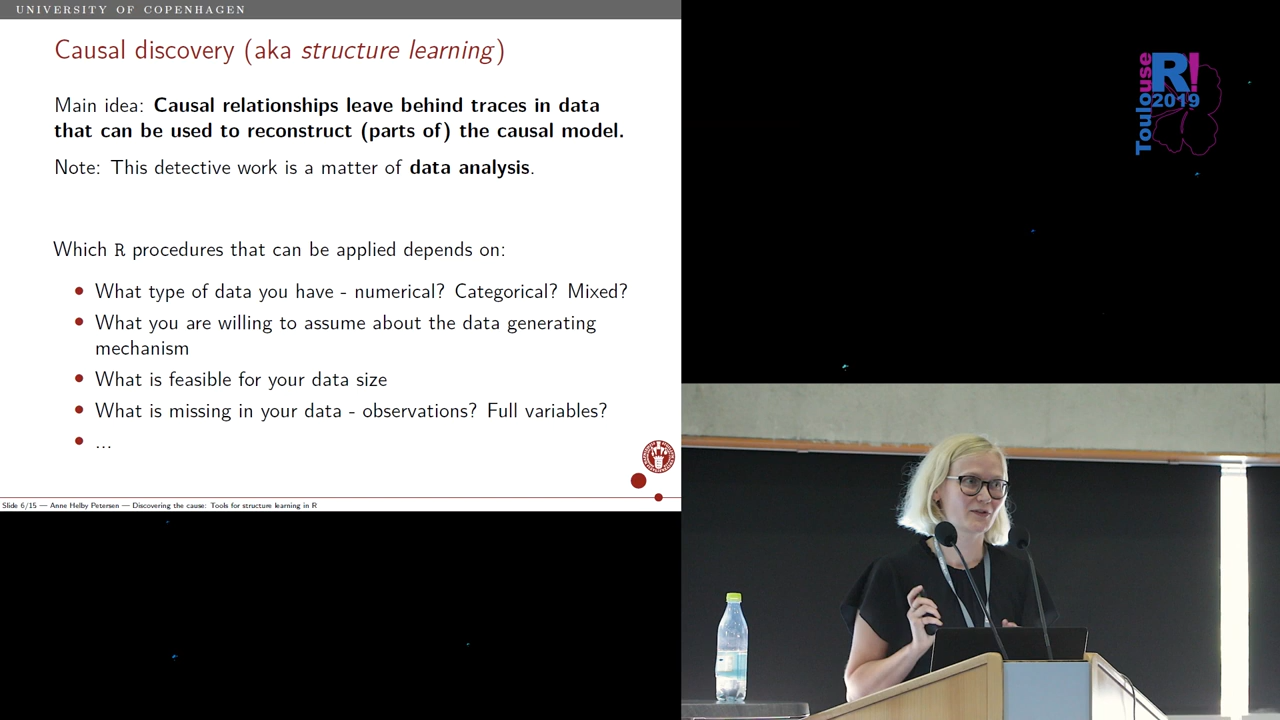 UNIVERSITY OF COPENHAGEN
Causal discovery (aka structure learning)
Main idea: Causal relationships leave behind traces in data
that can be used to reconstruct (parts of) the causal model.
Note: This detective work is a matter of data analysis.
Which R procedures that can be applied depends on:
• What type of data you have - numerical? Categorical? Mixed?
• What you are willing to assume about the data generating
mechanism
• What is feasible for your data size
• What is missing in your data - observations? Full variables?
• ...
Slide 6/15 — Anne Helby Petersen — Discovering the cause: Tools for structure learning in R
Toulouse
R!
2019